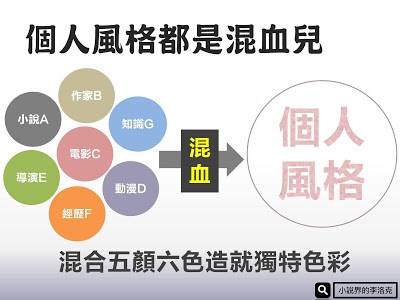 個人風格都是混血兒
作家B
小說A
知識G
電影C
導演E
動漫D
經歷F
混
血
個人
風格
混合五顏六色造就獨特色彩
小說界的李洛克